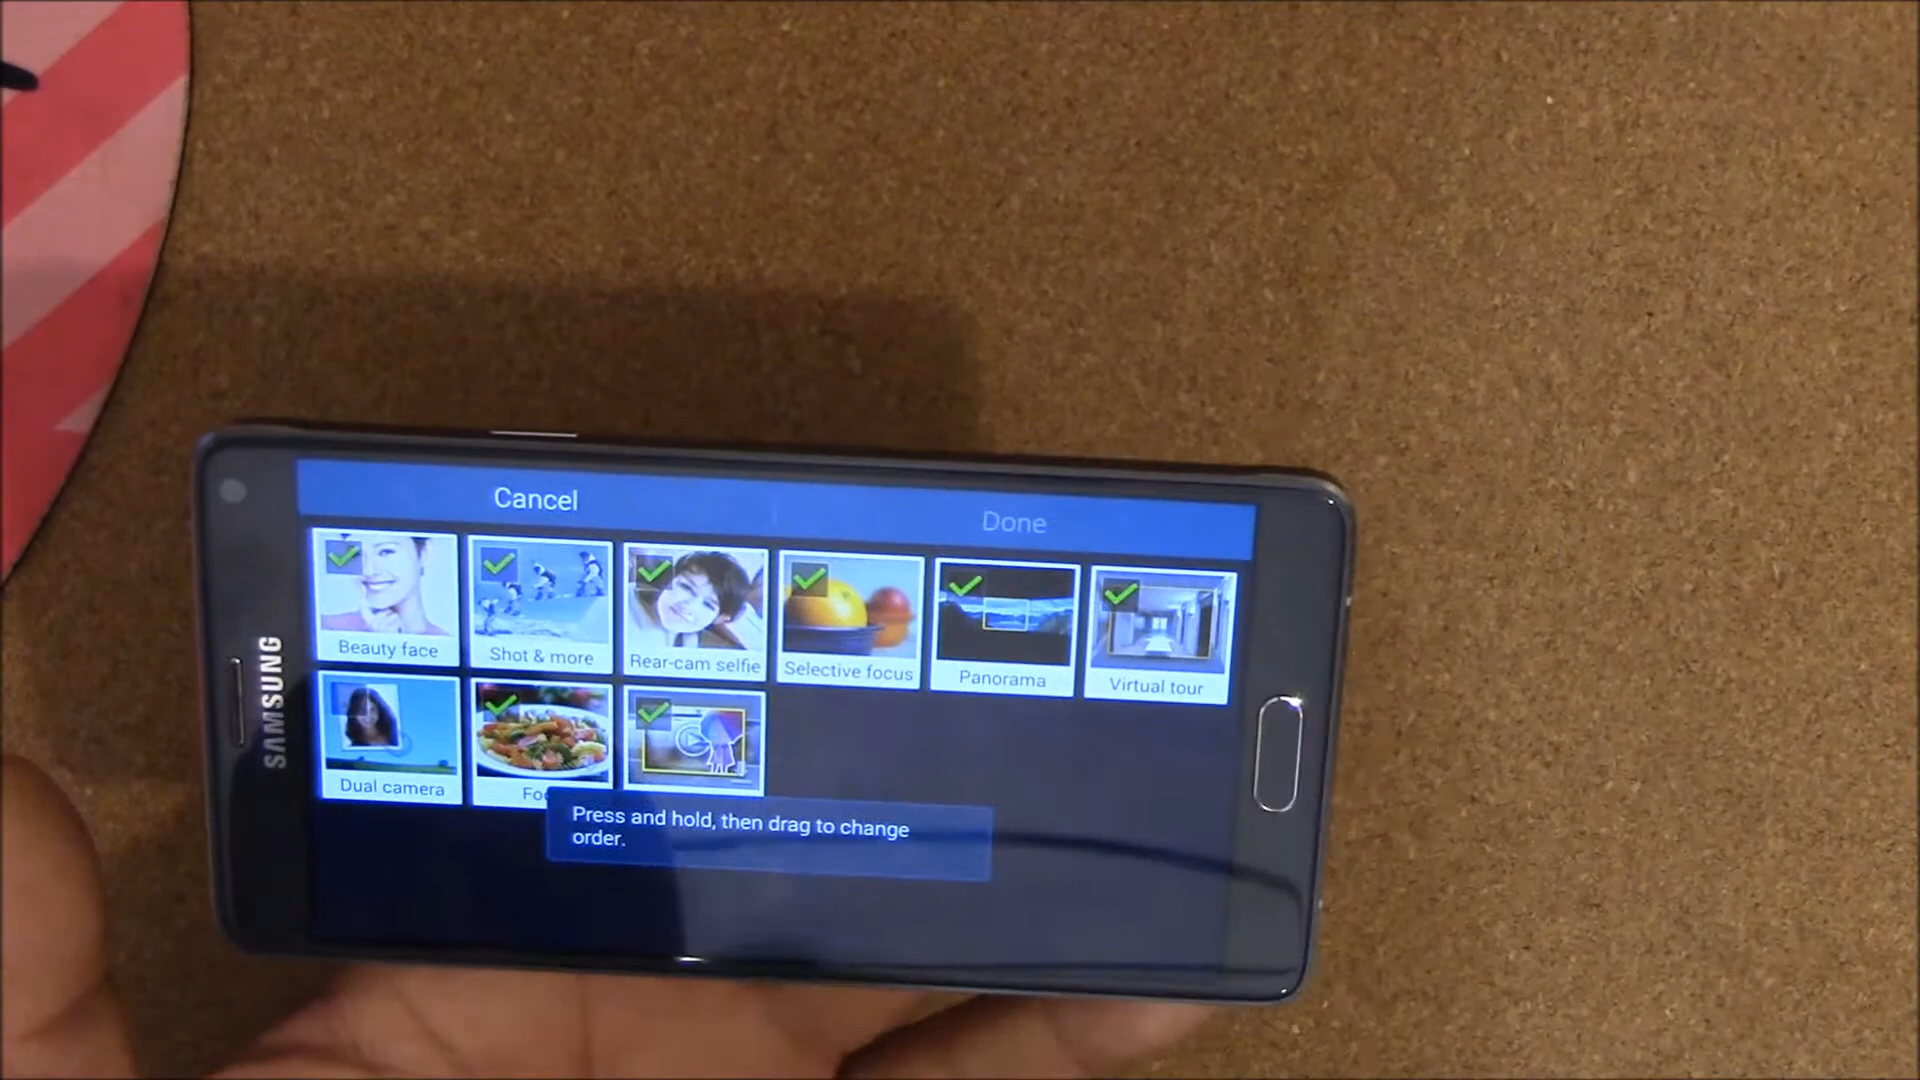 Cancel
Done
Beauty face
Shot & more
Rear-cam selfie
Selective focus
Panorama
Virtual tour
Dual camera
Press and hold, then drag to change
order.
SAMSUNG